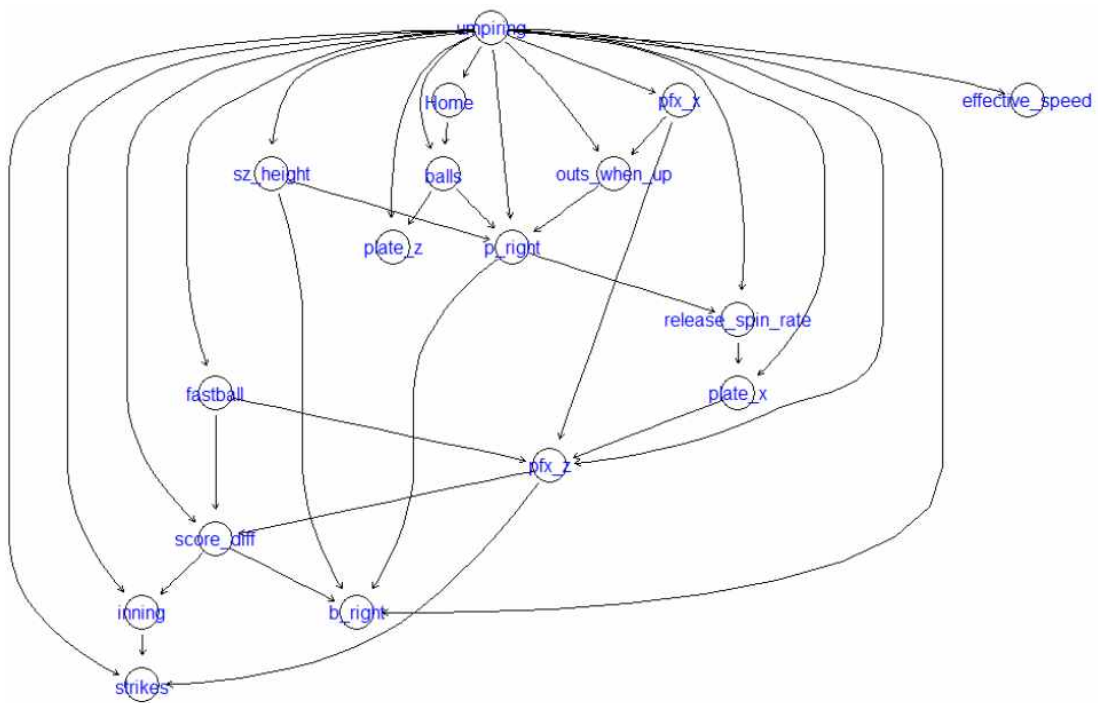 umpiring
Home
pfx_x
effective_speed
sz_height
balls
outs_when_up
plate_z
p_right
release_spin_rate
fastball
plate_x
pfx_z
score_diff
inning
b_right
strikes